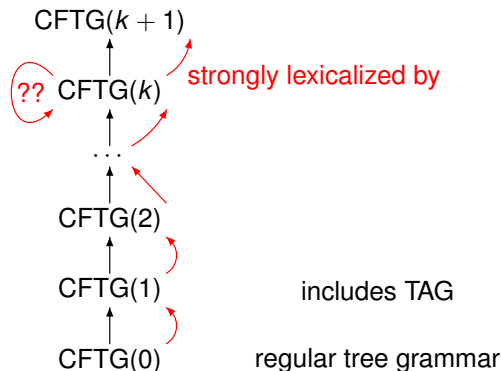 CFTG(k + 1)
strongly lexicalized by
?? CFTG(k)
...
CFTG(2)
CFTG(1) includes TAG
CFTG(0) regular tree grammar